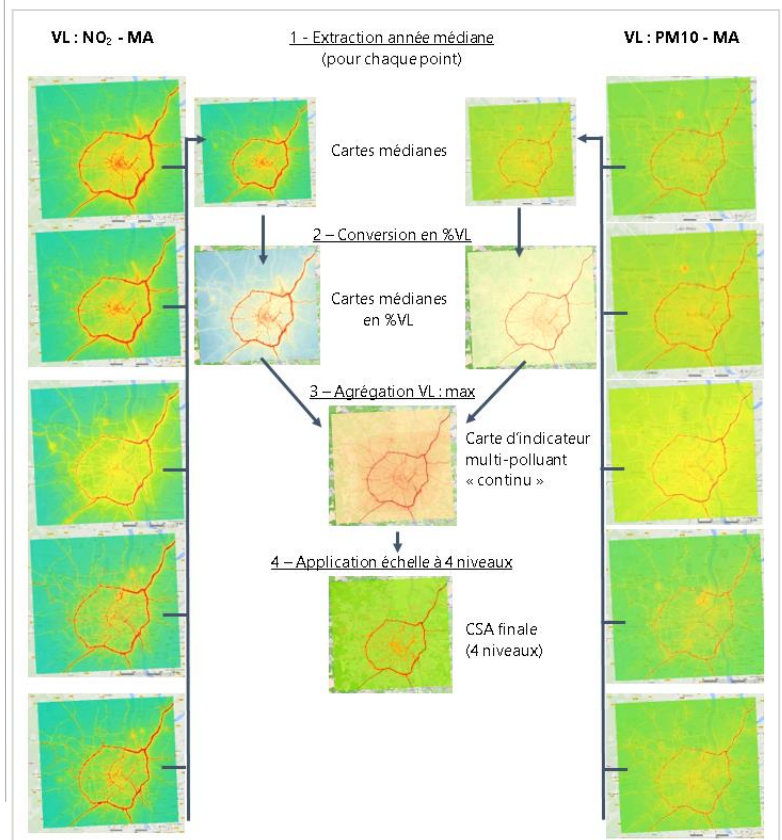 VL : NO₂ - MA
1 - Extraction année médiane
(pour chaque point)
VL : PM10 - MA
Cartes médianes
2 – Conversion en %VL
Cartes médianes
en %VL
3 – Agrégation VL : max
Carte d'indicateur
multi-polluant
« continu »
4 – Application échelle à 4 niveaux
CSA finale
(4 niveaux)